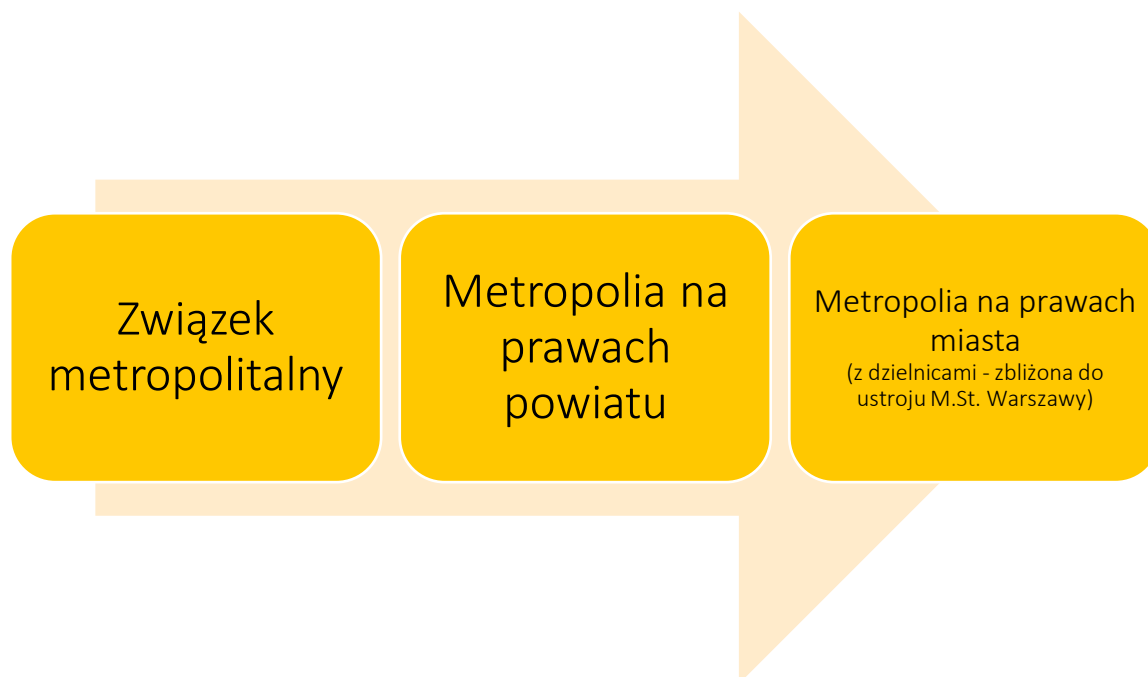 Związek
metropolitalny
Metropolia na
prawach
powiatu
Metropolia na prawach
miasta
(z dzielnicami - zbliżona do
ustroju M.St. Warszawy)